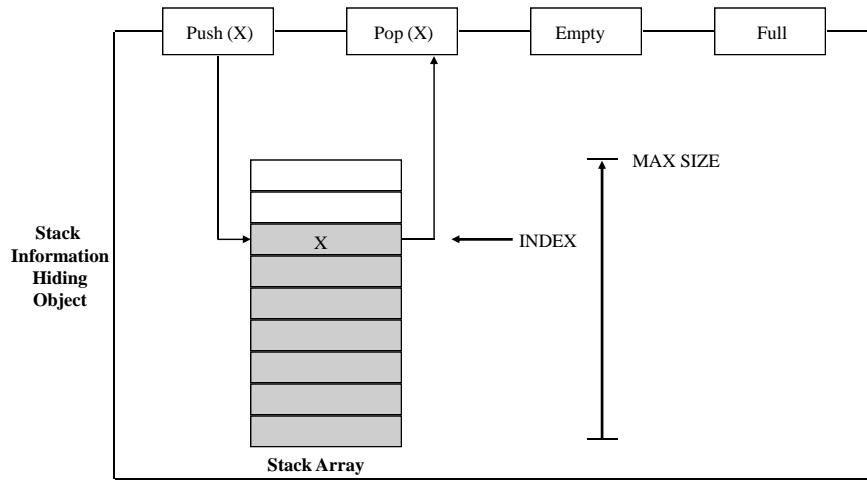 Push (X)
Pop (X)
Empty
Full
MAX SIZE
X
INDEX
Stack
Information
Hiding
Object
Stack Array